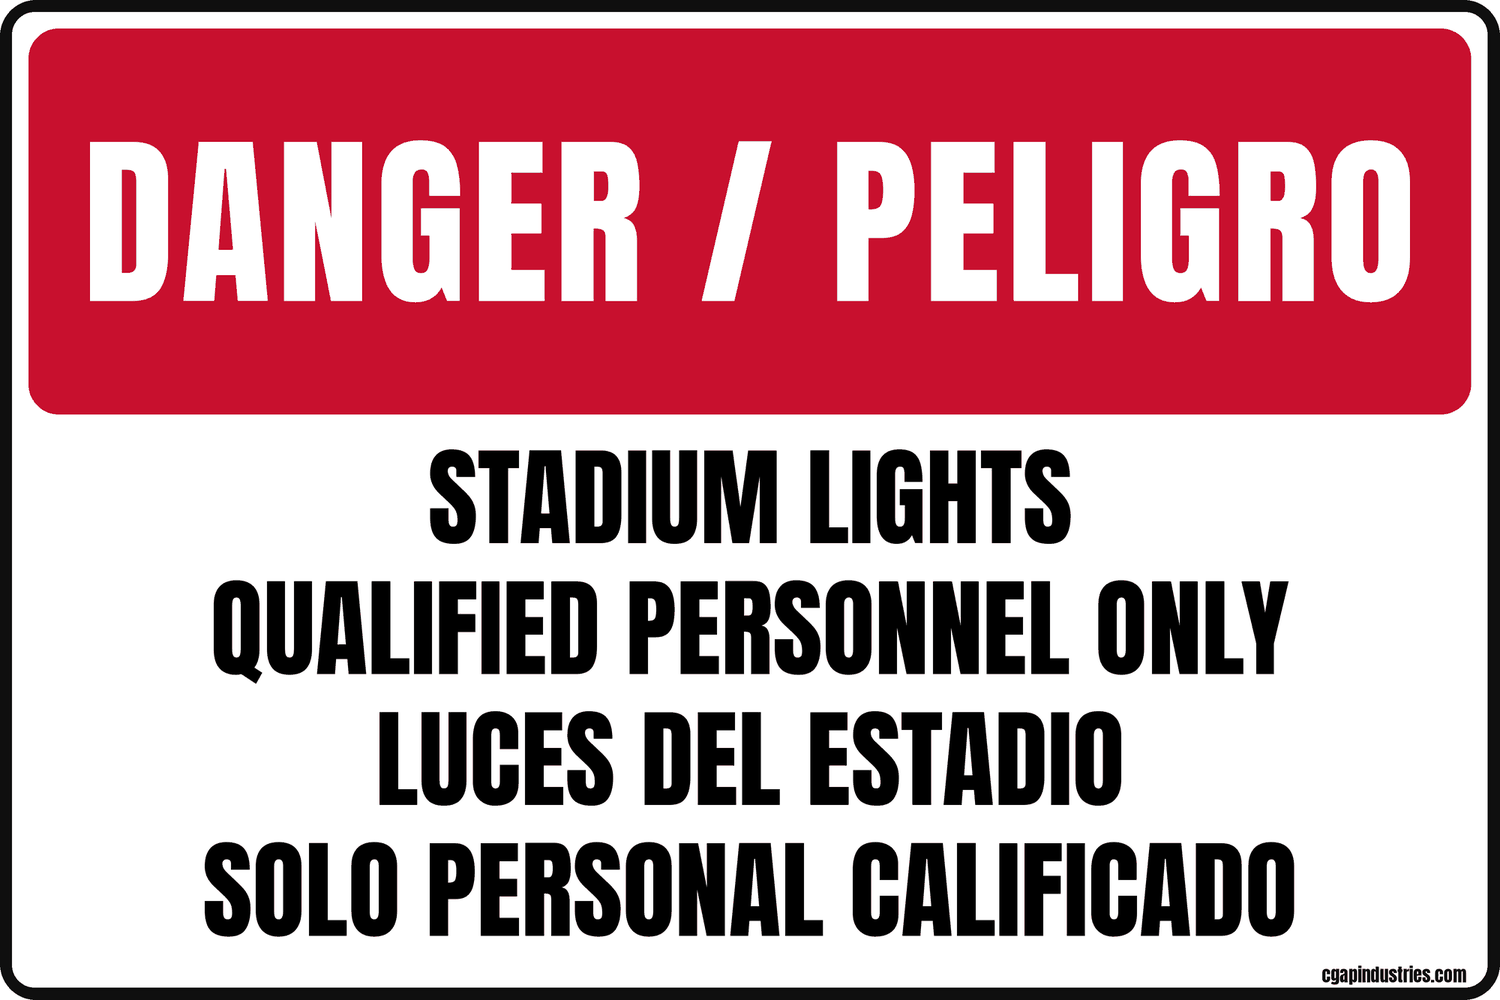 DANGER / PELIGRO
STADIUM LIGHTS
QUALIFIED PERSONNEL ONLY
LUCES DEL ESTADIO
SOLO PERSONAL CALIFICADO
cgapindustries.com